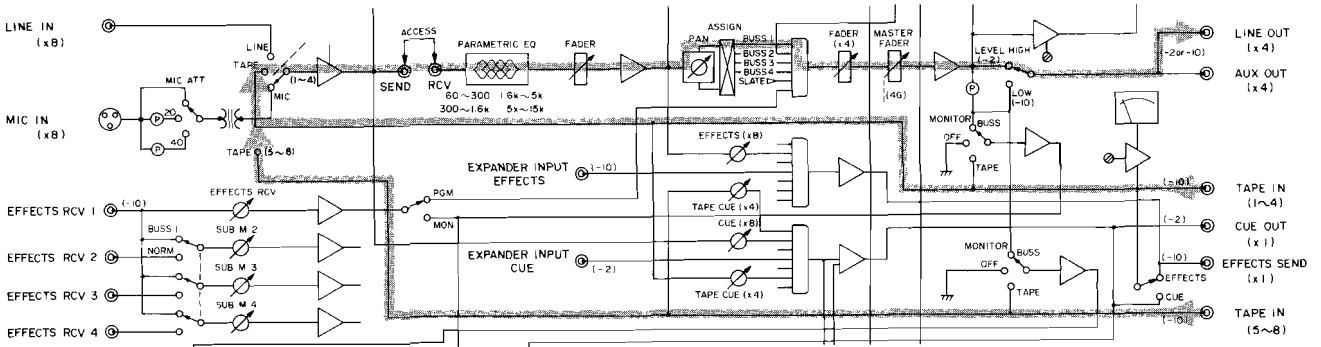 LINE IN
(x8)
LINE
TAPE
(1~4)
MIC
MIC ATT
20
40
P
P
MIC IN
(x8)
TAPE (5~8)
ACCESS
SEND
RCV
PARAMETRIC EQ
60~300 1.6k~5k
300~1.6k 5k~15k
FADER
ASSIGN
PAN
BUSS 1
BUSS 2
BUSS 3
BUSS 4
SLATE
FADER
(x4)
MASTER
FADER
(4G)
LEVEL HIGH
(-2)
LOW
(-10)
P
(-2 or -10)
LINE OUT
(x4)
AUX OUT
(x4)
MONITOR
BUSS
OFF
TAPE
EFFECTS (x8)
EXPANDER INPUT
EFFECTS
(-10)
TAPE CUE (x4)
CUE (x8)
EXPANDER INPUT
CUE
(-2)
TAPE CUE (x4)
EFFECTS RCV
EFFECTS RCV 1
(-10)
PGM
MON
BUSS 1
SUB M 2
EFFECTS RCV 2
NORM
SUB M 3
EFFECTS RCV 3
SUB M 4
EFFECTS RCV 4
MONITOR
BUSS
OFF
TAPE
(-10)
TAPE IN
(1~4)
(-2)
CUE OUT
(x1)
(-10)
EFFECTS SEND
(x1)
EFFECTS
CUE
(-10)
TAPE IN
(5~8)